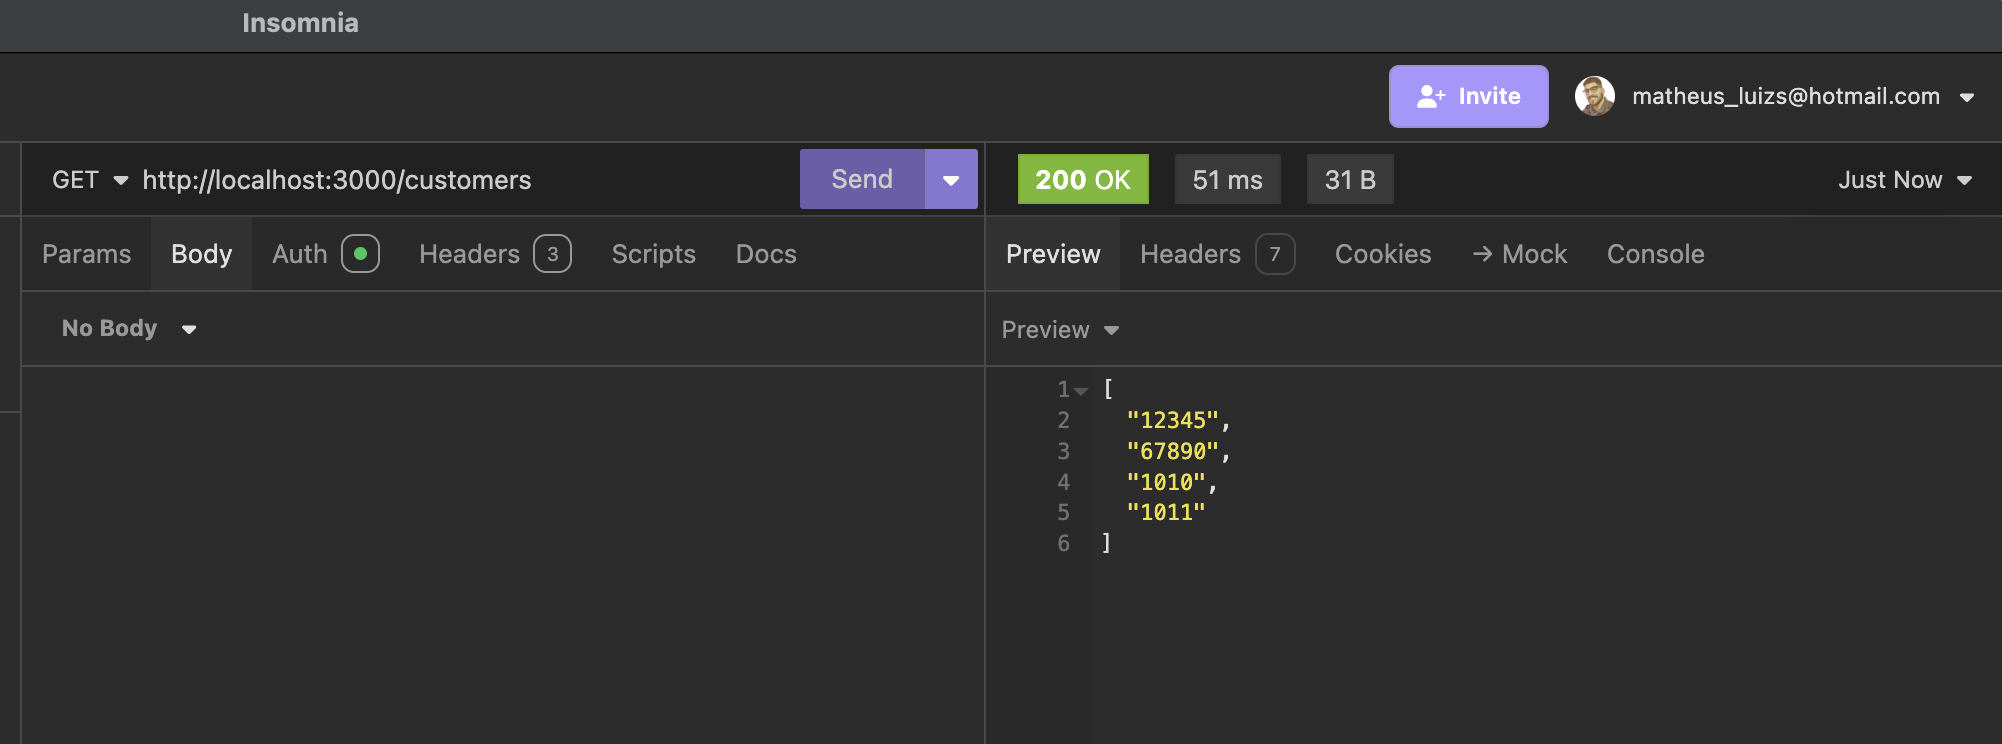 Insomnia
Invite
matheus_luizs@hotmail.com
GET http://localhost:3000/customers
Send
200 OK
51 ms
31 B
Just Now
Params Body Auth Headers 3 Scripts Docs
Preview Headers 7 Cookies → Mock Console
No Body
Preview
1 [
2 "12345",
3 "67890",
4 "1010",
5 "1011"
6 ]